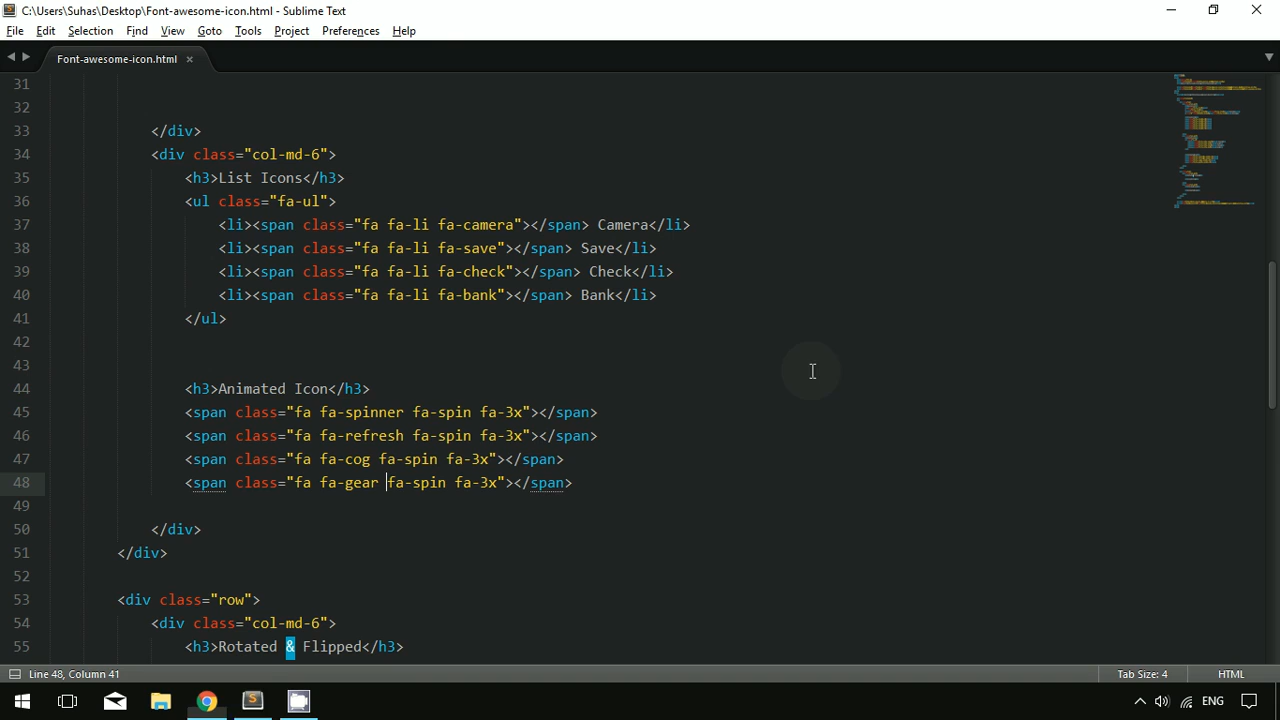 C:\Users\Suhas\Desktop\Font-awesome-icon.html - Sublime Text
File Edit Selection Find View Goto Tools Project Preferences Help
Font-awesome-icon.html ×
31
32
33 </div>
34 <div class="col-md-6">
35 <h3>List Icons</h3>
36 <ul class="fa-ul">
37 <li><span class="fa fa-li fa-camera"></span> Camera</li>
38 <li><span class="fa fa-li fa-save"></span> Save</li>
39 <li><span class="fa fa-li fa-check"></span> Check</li>
40 <li><span class="fa fa-li fa-bank"></span> Bank</li>
41 </ul>
42
43
44 <h3>Animated Icon</h3>
45 <span class="fa fa-spinner fa-spin fa-3x"></span>
46 <span class="fa fa-refresh fa-spin fa-3x"></span>
47 <span class="fa fa-cog fa-spin fa-3x"></span>
48 <span class="fa fa-gear fa-spin fa-3x"></span>
49
50 </div>
51 </div>
52
53 <div class="row">
54 <div class="col-md-6">
55 <h3>Rotated & Flipped</h3>
Line 48, Column 41 Tab Size: 4 HTML
ENG